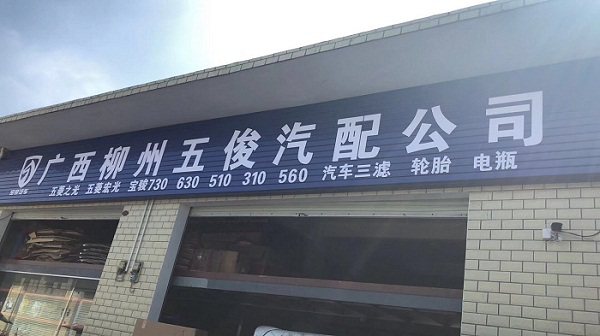 广西柳州五俊汽配公司
五菱之光 五菱宏光 宝骏730 630 510 310 560 汽车三滤 轮胎 电瓶